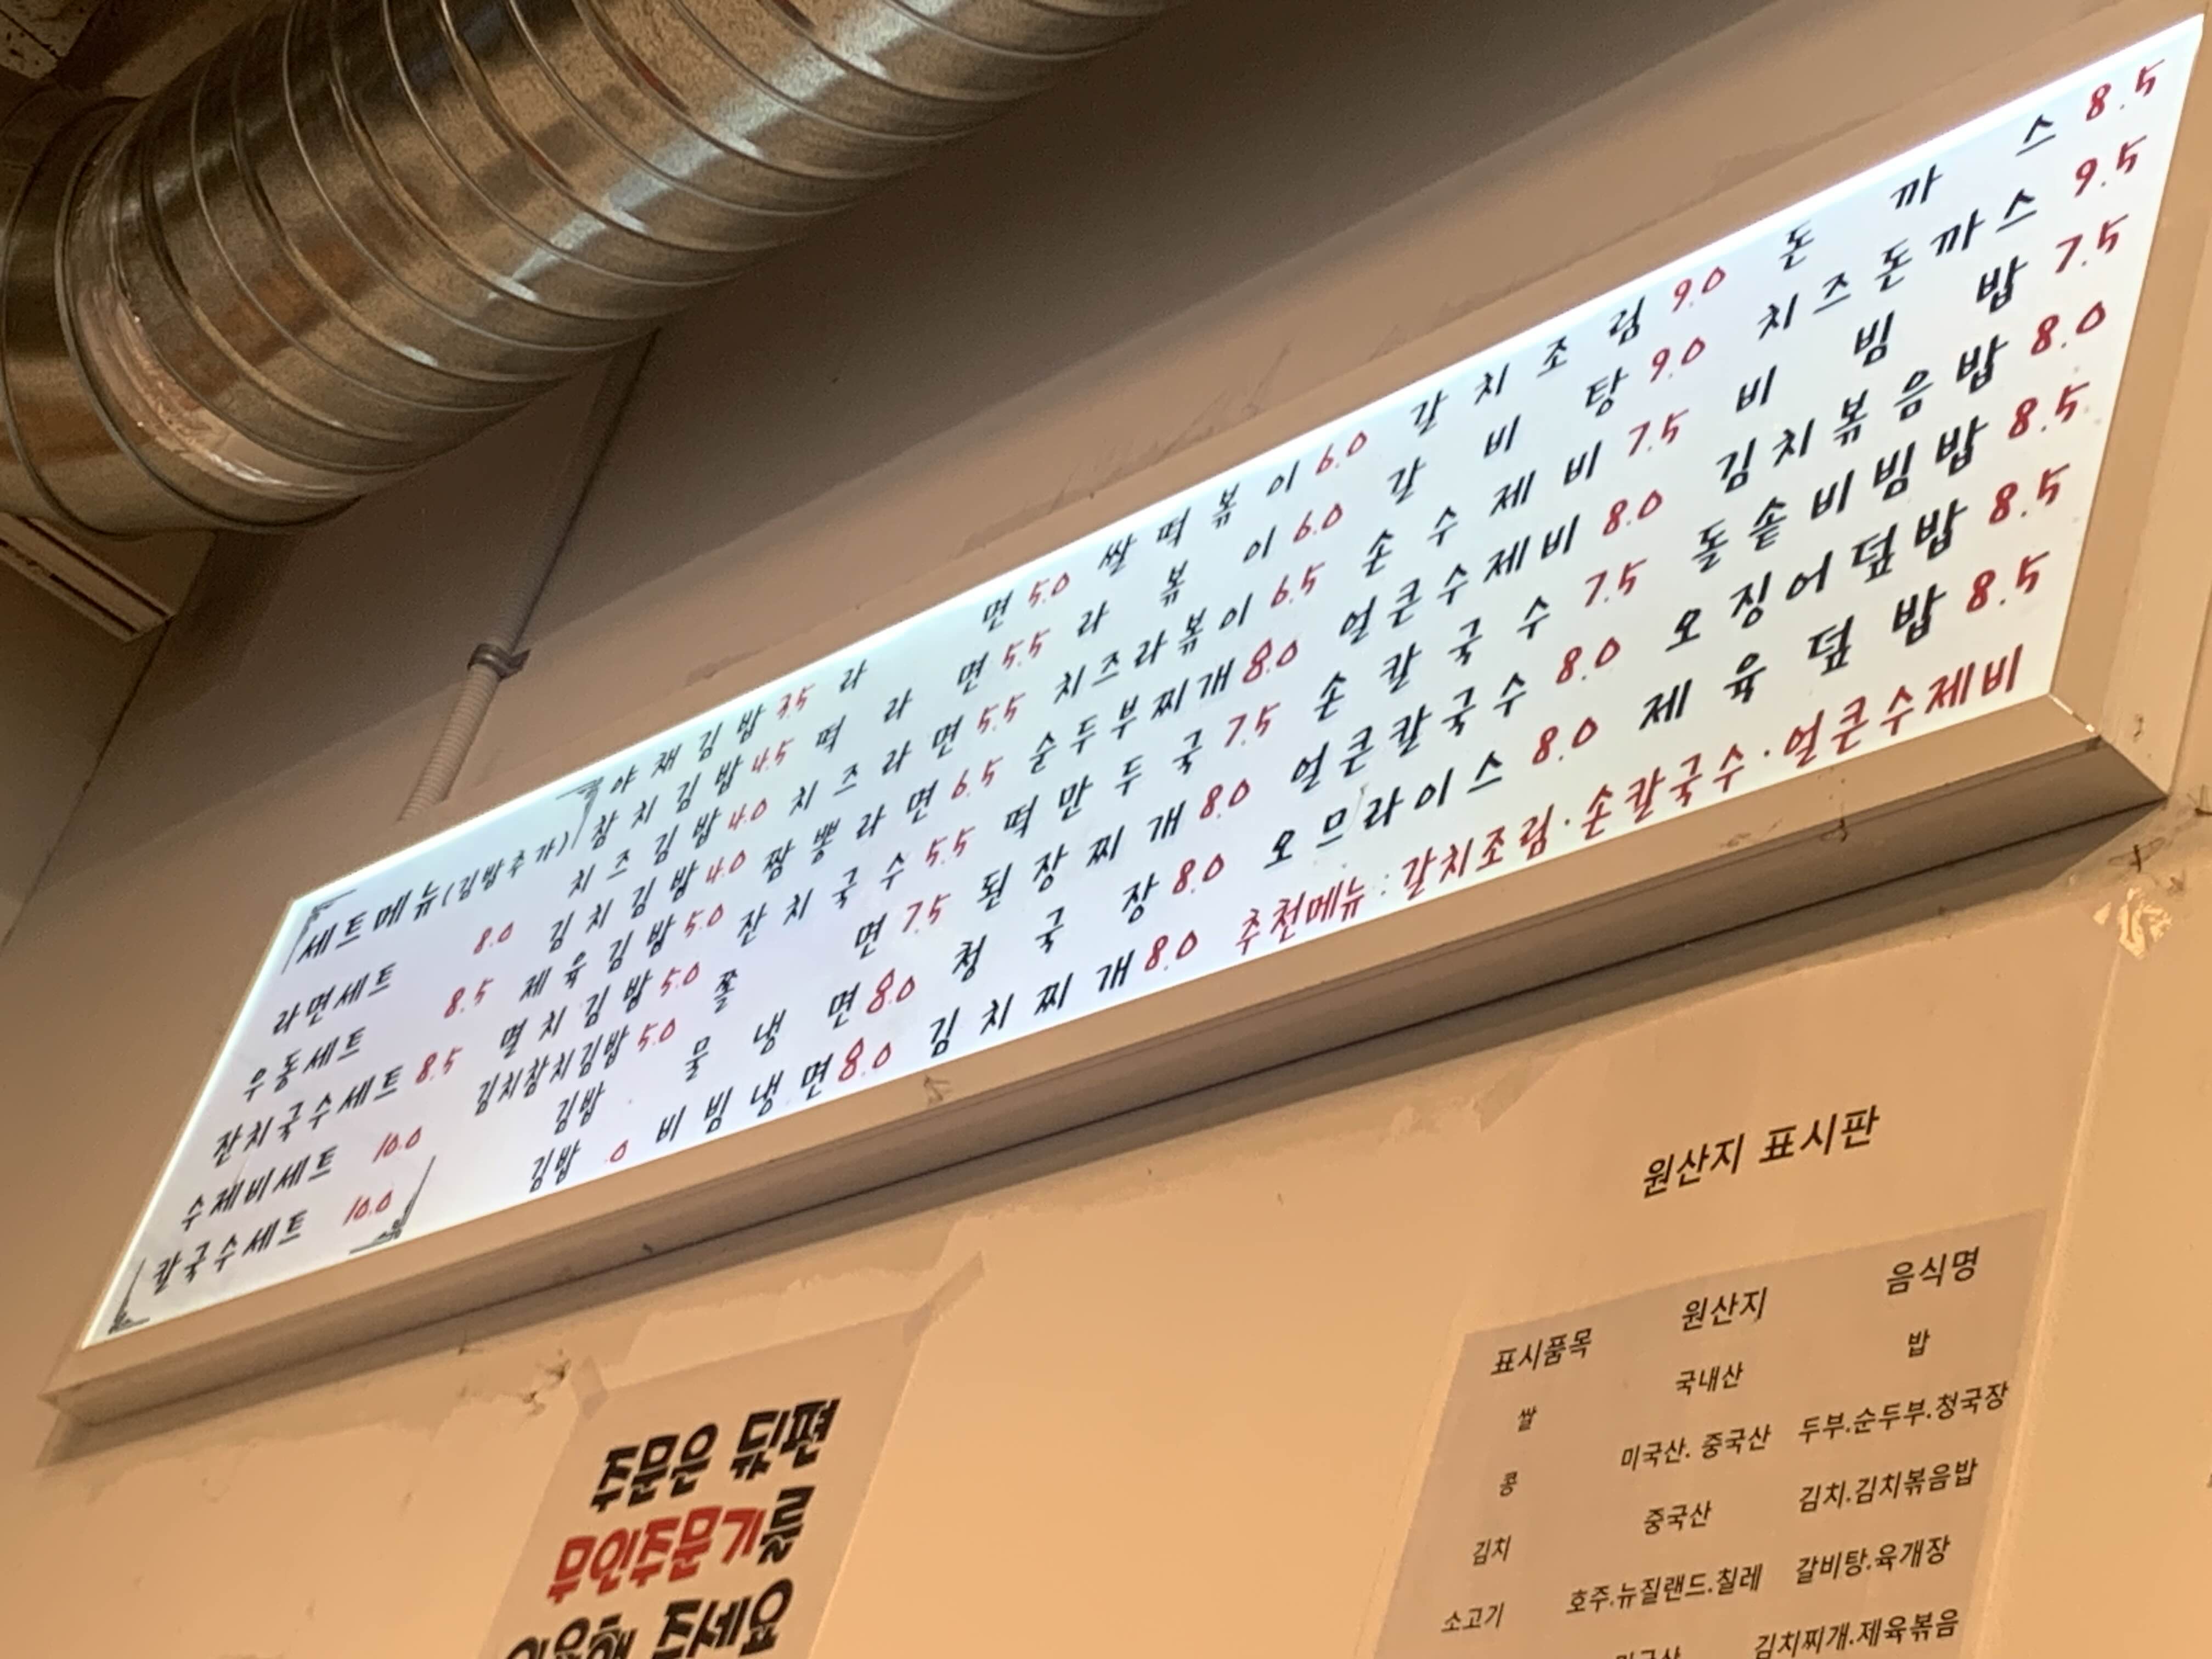 세트메뉴(김밥추가)
라면세트 8.0
우동세트 8.5
잔치국수세트 8.5
수제비세트 10.0
칼국수세트 10.0
야채김밥 3.5
참치김밥 4.5
치즈김밥 4.0
김치김밥 4.0
제육김밥 5.0
멸치김밥 5.0
김치참치김밥 5.0
김밥
김밥 0
라면 5.0
떡라면 5.5
치즈라면 5.5
짬뽕라면 6.5
잔치국수 5.5
쫄면 7.5
물냉면 8.0
비빔냉면 8.0
쌀떡볶이 6.0
라볶이 6.0
치즈라볶이 6.5
순두부찌개 8.0
떡만두국 7.5
된장찌개 8.0
청국장 8.0
김치찌개 8.0
갈치조림 9.0
갈비탕 9.0
손수제비 7.5
얼큰수제비 8.0
손칼국수 7.5
얼큰칼국수 8.0
오므라이스 8.0
돈까스 8.5
치즈돈까스 9.5
비빔밥 7.5
김치볶음밥 8.0
돌솥비빔밥 8.5
오징어덮밥 8.5
제육덮밥 8.5
추천메뉴 : 갈치조림·손칼국수·얼큰수제비
주문은 뒤편
무인주문기를
주세요
원산지 표시판
표시품목 원산지 음식명
쌀 국내산 밥
콩 미국산. 중국산 두부.순두부.청국장
김치 중국산 김치.김치볶음밥
소고기 호주.뉴질랜드.칠레 갈비탕.육개장
김치찌개.제육볶음